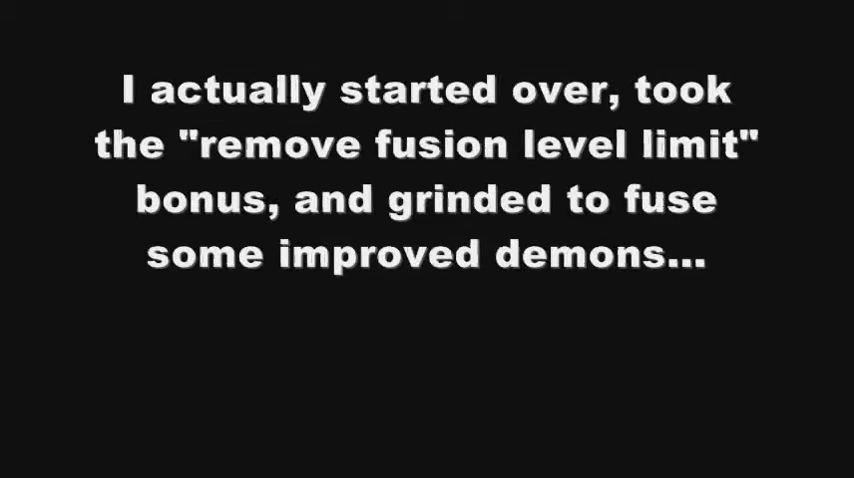 I actually started over, took
the "remove fusion level limit"
bonus, and grinded to fuse
some improved demons...